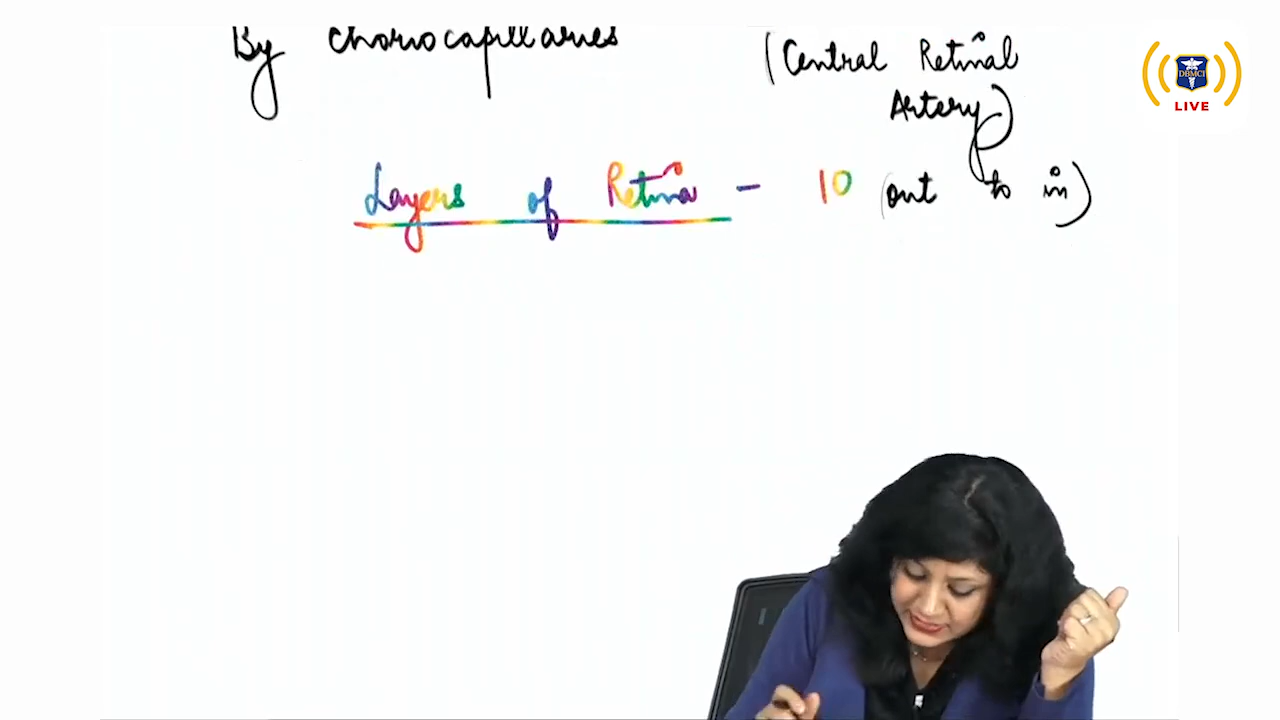 By choriocapillaries
(Central Retinal
Artery)
Layers of Retina - 10 (out to in)
DBMCI
LIVE